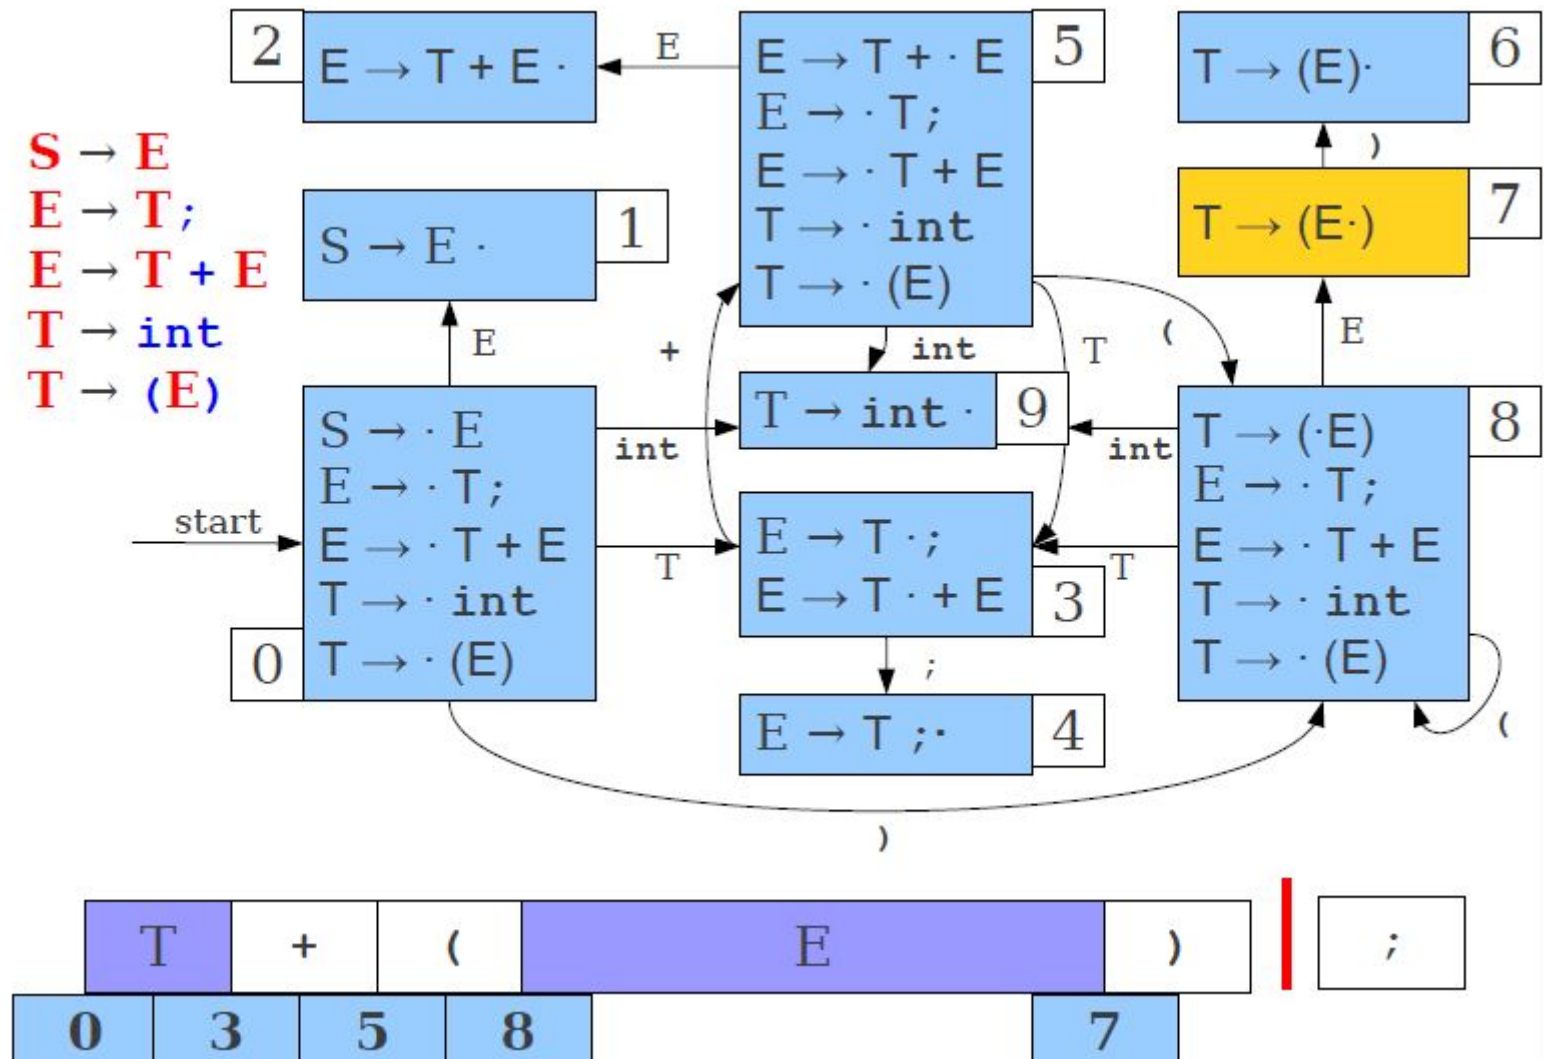 S → E
E → T ;
E → T + E
T → int
T → (E)
2
E → T + E ·
E
5
E → T + · E
E → · T ;
E → · T + E
T → · int
T → · (E)
6
T → (E)·
)
7
T → (E·)
1
S → E ·
E
+
int
T
(
E
9
T → int ·
int
int
start
0
S → · E
E → · T ;
E → · T + E
T → · int
T → · (E)
T
3
E → T · ;
E → T · + E
T
8
T → (·E)
E → · T ;
E → · T + E
T → · int
T → · (E)
(
;
4
E → T ;·
)
T + ( E ) ;
0 3 5 8 7